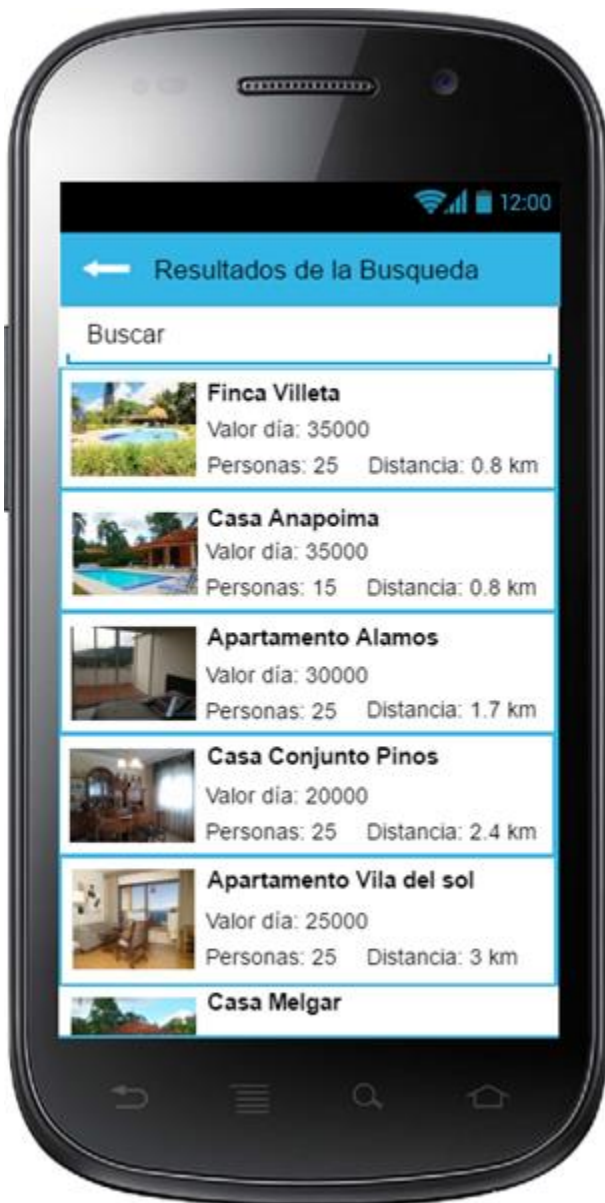 12:00
Resultados de la Busqueda
Buscar
Finca Villeta
Valor día: 35000
Personas: 25 Distancia: 0.8 km
Casa Anapoima
Valor día: 35000
Personas: 15 Distancia: 0.8 km
Apartamento Alamos
Valor día: 30000
Personas: 25 Distancia: 1.7 km
Casa Conjunto Pinos
Valor día: 20000
Personas: 25 Distancia: 2.4 km
Apartamento Vila del sol
Valor día: 25000
Personas: 25 Distancia: 3 km
Casa Melgar